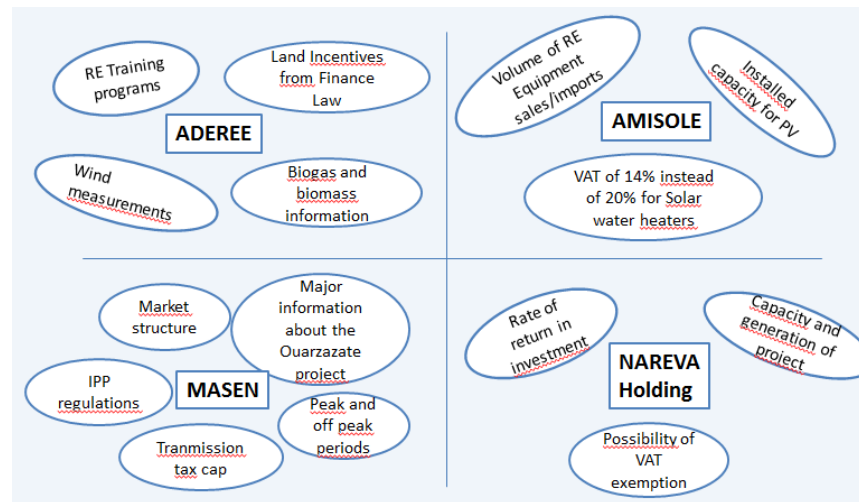 RE Training
programs
Land Incentives
from Finance
Law
ADEREE
Wind
measurements
Biogas and
biomass
information
Volume of RE
Equipment
sales/imports
Installed
capacity for PV
AMISOLE
VAT of 14% instead
of 20% for Solar
water heaters
Market
structure
Major
information
about the
Ouarzazate
project
IPP
regulations
MASEN
Peak and
off peak
periods
Tranmission
tax cap
Rate of
return in
investment
Capacity and
generation of
project
NAREVA
Holding
Possibility of
VAT
exemption